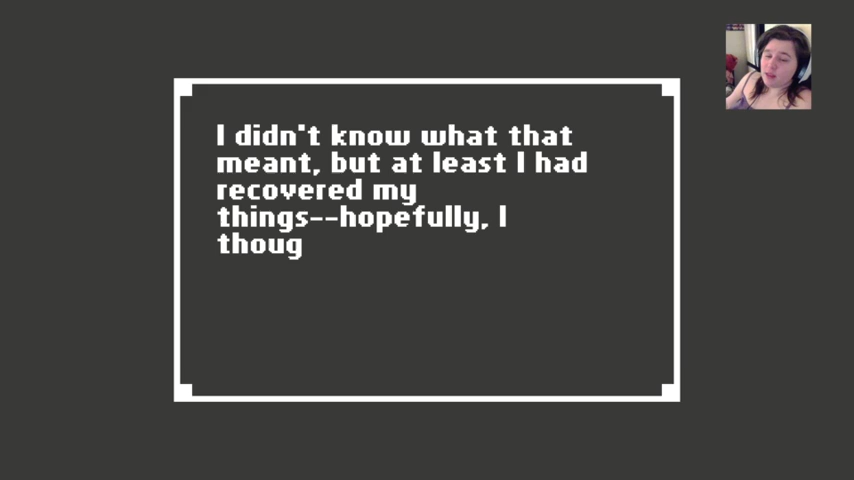 I didn't know what that
meant, but at least I had
recovered my
things--hopefully, I
thoug